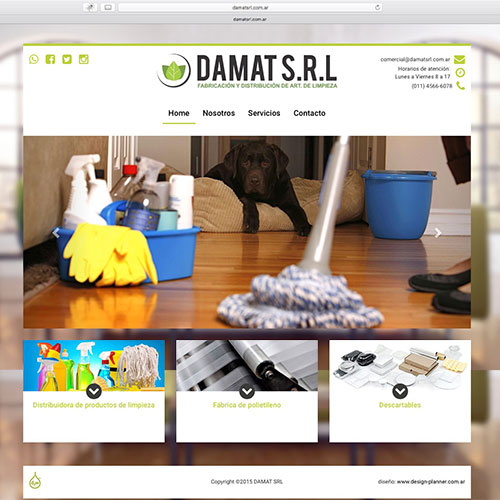 damatsrl.com.ar
damatsrl.com.ar
DAMAT S.R.L
FABRICACIÓN Y DISTRIBUCIÓN DE ART. DE LIMPIEZA
comercial@damatsrl.com.ar
Horarios de atención:
Lunes a Viernes 8 a 17
(011) 4566-6078
Home Nosotros Servicios Contacto
Distribuidora de productos de limpieza
Fábrica de polietileno
Descartables
Copyright ©2015 DAMAT SRL
diseño: www.design-planner.com.ar